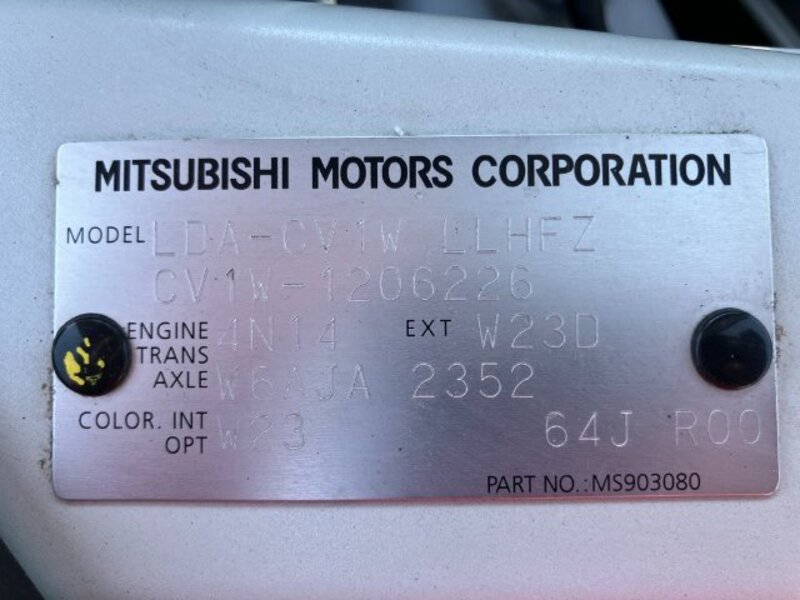 MITSUBISHI MOTORS CORPORATION
MODEL LDA-CV1W LLHFZ
CV1W-1206226
ENGINE 4N14 EXT W23D
TRANS
AXLE W6AJA 2352
COLOR. INT W23 64J R00
OPT
PART NO.:MS903080